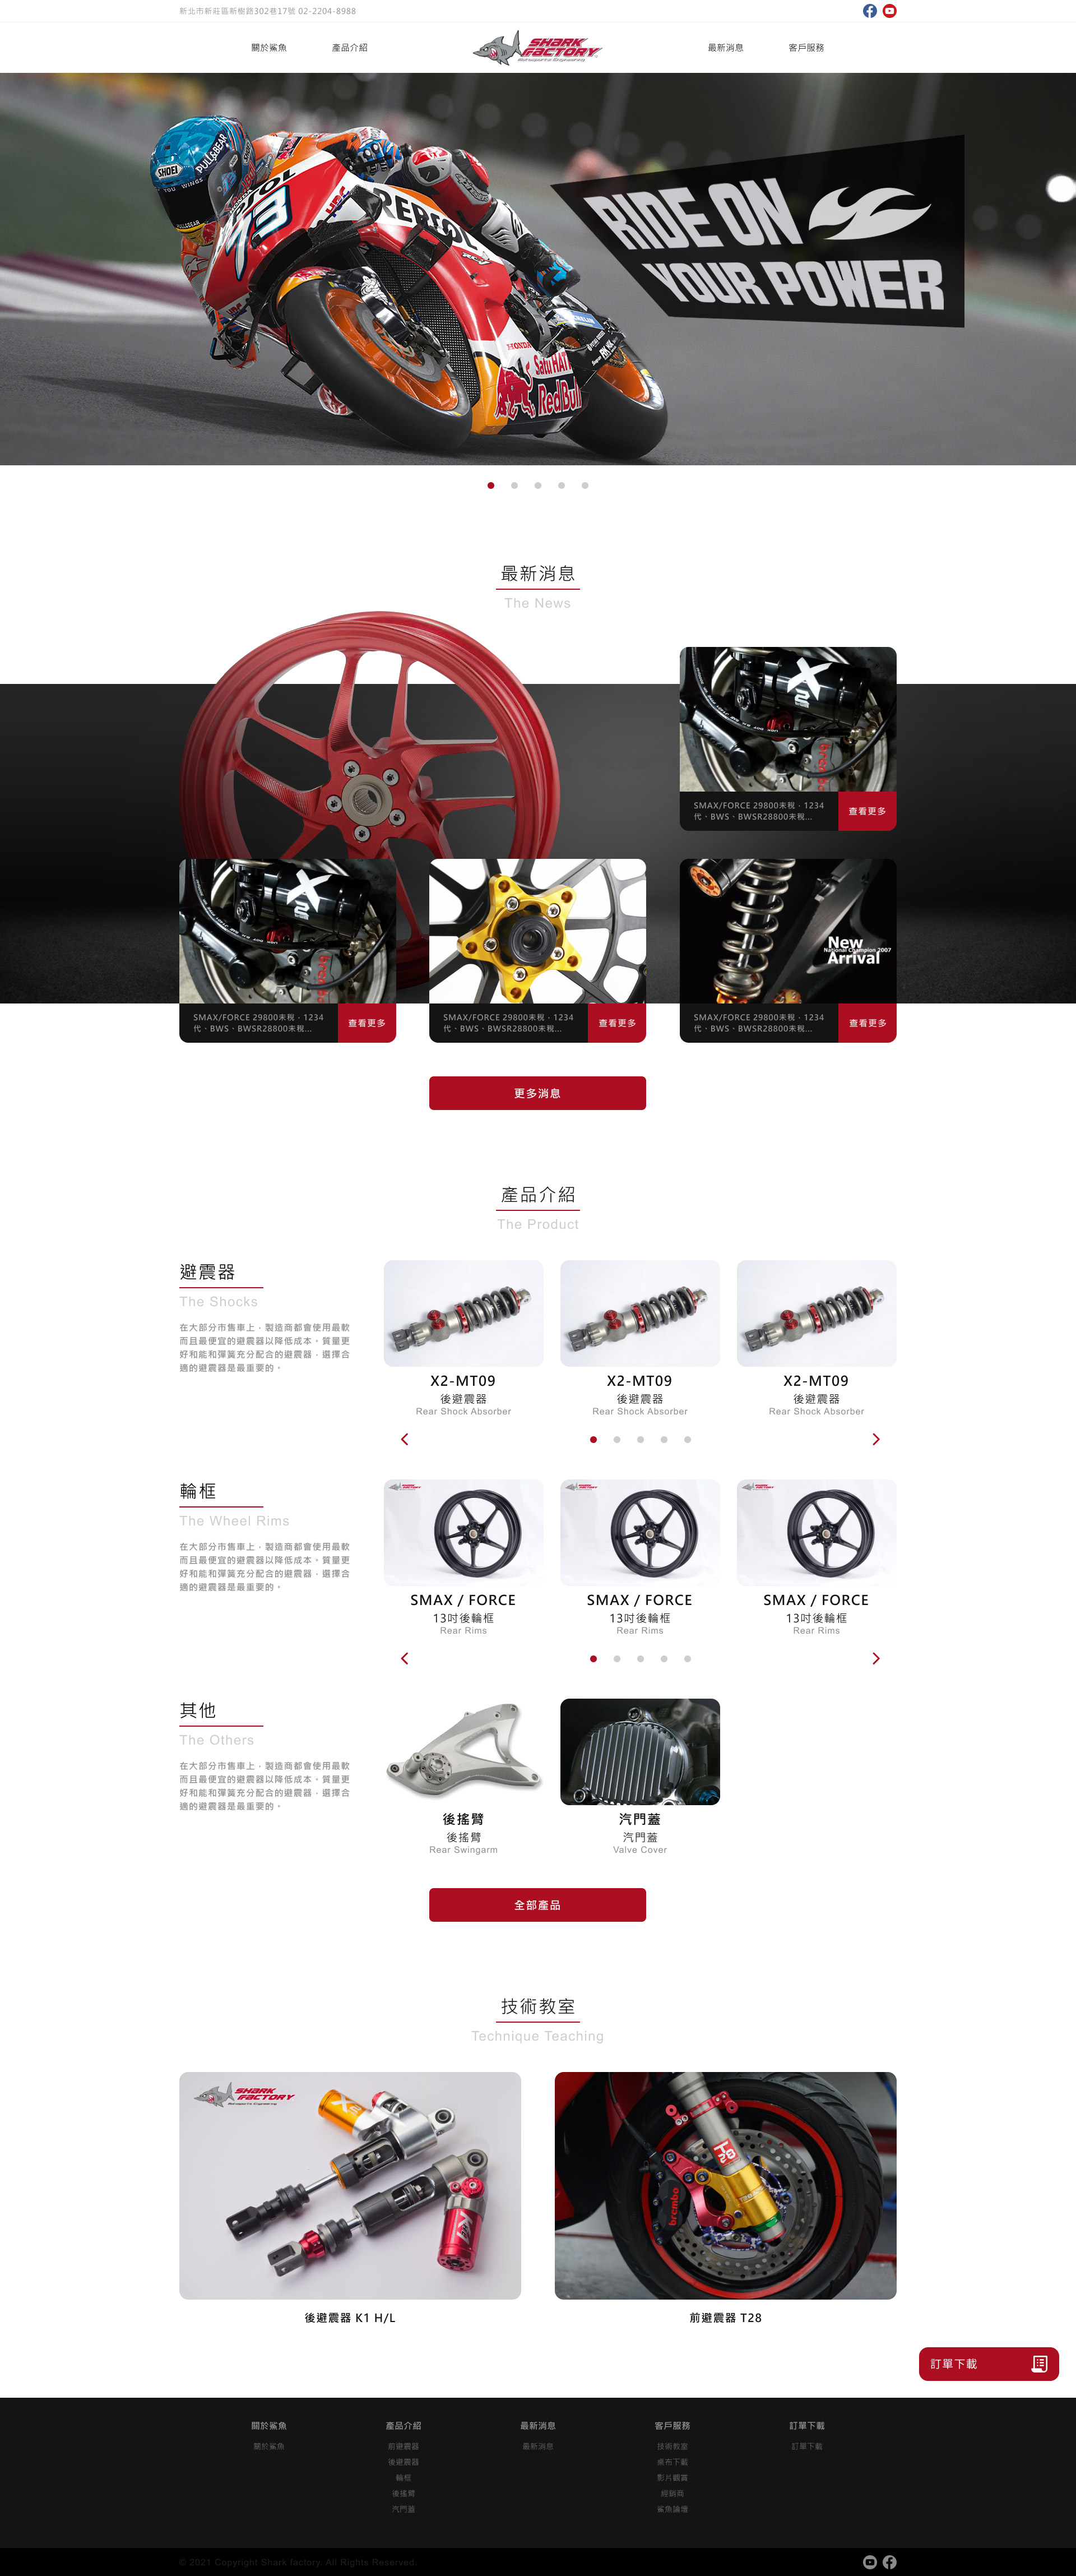 新北市新莊區新樹路302巷17號 02-2204-8988
關於鯊魚
產品介紹
SHARK FACTORY
Motorsports Engineering
最新消息
客戶服務
SHOEI
PULL&BEAR
REPSOL
HONDA
Red Bull
RIDE ON
YOUR POWER
最新消息
The News
SMAX/FORCE 29800未稅、1234
代、BWS、BWSR28800未稅...
查看更多
New
National Champion 2007
Arrival
SMAX/FORCE 29800未稅、1234
代、BWS、BWSR28800未稅...
查看更多
SMAX/FORCE 29800未稅、1234
代、BWS、BWSR28800未稅...
查看更多
SMAX/FORCE 29800未稅、1234
代、BWS、BWSR28800未稅...
查看更多
更多消息
產品介紹
The Product
避震器
The Shocks
在大部分市售車上，製造商都會使用最軟
而且最便宜的避震器以降低成本。質量更
好和能和彈簧充分配合的避震器，選擇合
適的避震器是最重要的。
X2-MT09
後避震器
Rear Shock Absorber
X2-MT09
後避震器
Rear Shock Absorber
X2-MT09
後避震器
Rear Shock Absorber
輪框
The Wheel Rims
在大部分市售車上，製造商都會使用最軟
而且最便宜的避震器以降低成本。質量更
好和能和彈簧充分配合的避震器，選擇合
適的避震器是最重要的。
SMAX / FORCE
13吋後輪框
Rear Rims
SMAX / FORCE
13吋後輪框
Rear Rims
SMAX / FORCE
13吋後輪框
Rear Rims
其他
The Others
在大部分市售車上，製造商都會使用最軟
而且最便宜的避震器以降低成本。質量更
好和能和彈簧充分配合的避震器，選擇合
適的避震器是最重要的。
後搖臂
後搖臂
Rear Swingarm
汽門蓋
汽門蓋
Valve Cover
全部產品
技術教室
Technique Teaching
SHARK FACTORY
Motorsports Engineering
T28
brembo
後避震器 K1 H/L
前避震器 T28
訂單下載
關於鯊魚
關於鯊魚
產品介紹
前避震器
後避震器
輪框
後搖臂
汽門蓋
最新消息
最新消息
客戶服務
技術教室
桌布下載
影片觀賞
經銷商
鯊魚論壇
訂單下載
訂單下載
© 2021 Copyright Shark factory. All Rights Reserved.